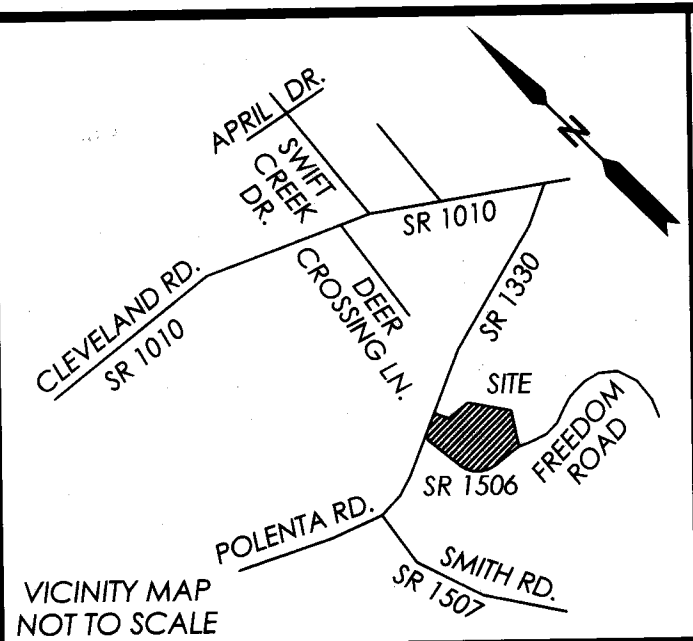 APRIL DR.
SWIFT
CREEK
DR.
N
SR 1010
CLEVELAND RD.
SR 1010
DEER
CROSSING LN.
SR 1330
SITE
FREEDOM
ROAD
SR 1506
POLENTA RD.
SMITH RD.
SR 1507
VICINITY MAP
NOT TO SCALE